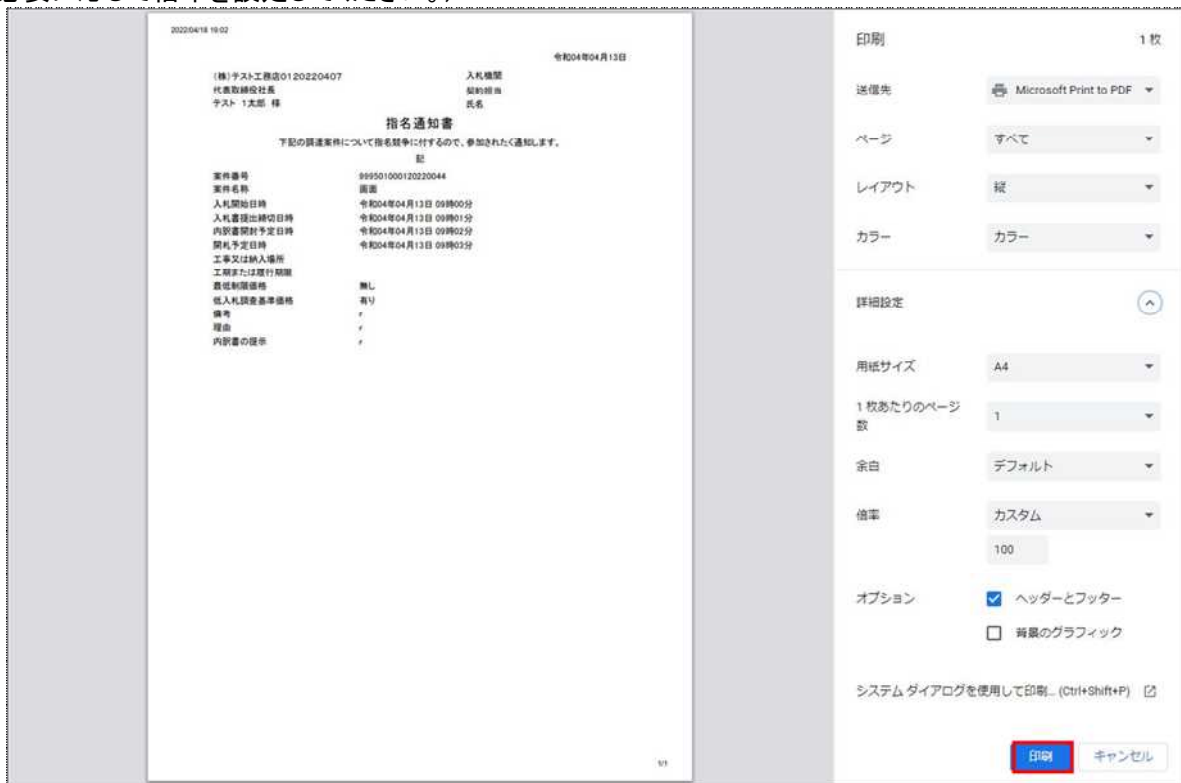 必要に応じて倍率を設定してください。)
2022/04/18 19:02
令和04年04月13日
(株)テスト工務店0120220407 入札機関
代表取締役社長 契約担当
テスト 1太郎 様 氏名
指名通知書
下記の調達案件について指名競争に付するので、参加されたく通知します。
記
案件番号 999501000120220044
案件名称 画面
入札開始日時 令和04年04月13日 09時00分
入札書提出締切日時 令和04年04月13日 09時01分
内訳書開封予定日時 令和04年04月13日 09時02分
開札予定日時 令和04年04月13日 09時03分
工事又は納入場所
工期または履行期限
最低制限価格 無し
低入札調査基準価格 有り
備考 r
理由 r
内訳書の提示 r
1/1
印刷 1 枚
送信先 Microsoft Print to PDF
ページ すべて
レイアウト 縦
カラー カラー
詳細設定
用紙サイズ A4
1 枚あたりのページ
数 1
余白 デフォルト
倍率 カスタム
100
オプション ヘッダーとフッター
背景のグラフィック
システム ダイアログを使用して印刷... (Ctrl+Shift+P)
印刷 キャンセル